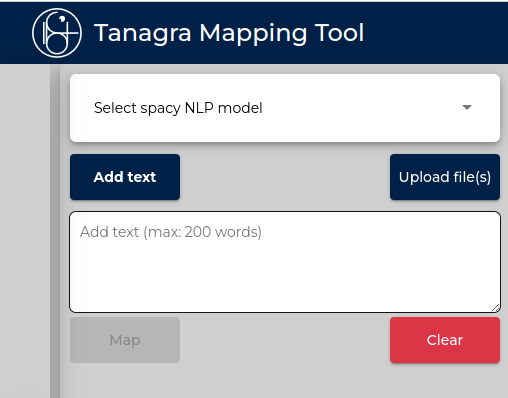 Tanagra Mapping Tool
Select spacy NLP model
Add text
Upload file(s)
Add text (max: 200 words)
Map
Clear